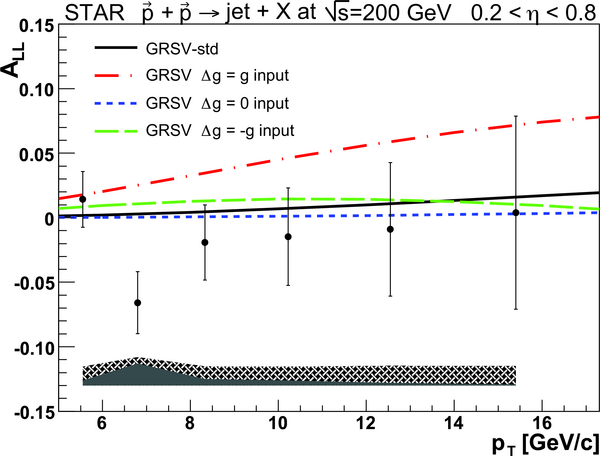 STAR p⃗ + p⃗ → jet + X at √s=200 GeV 0.2 < η < 0.8
A_LL
GRSV-std
GRSV Δg = g input
GRSV Δg = 0 input
GRSV Δg = -g input
0.15
0.10
0.05
0
-0.05
-0.10
-0.15
6 8 10 12 14 16
p_T [GeV/c]